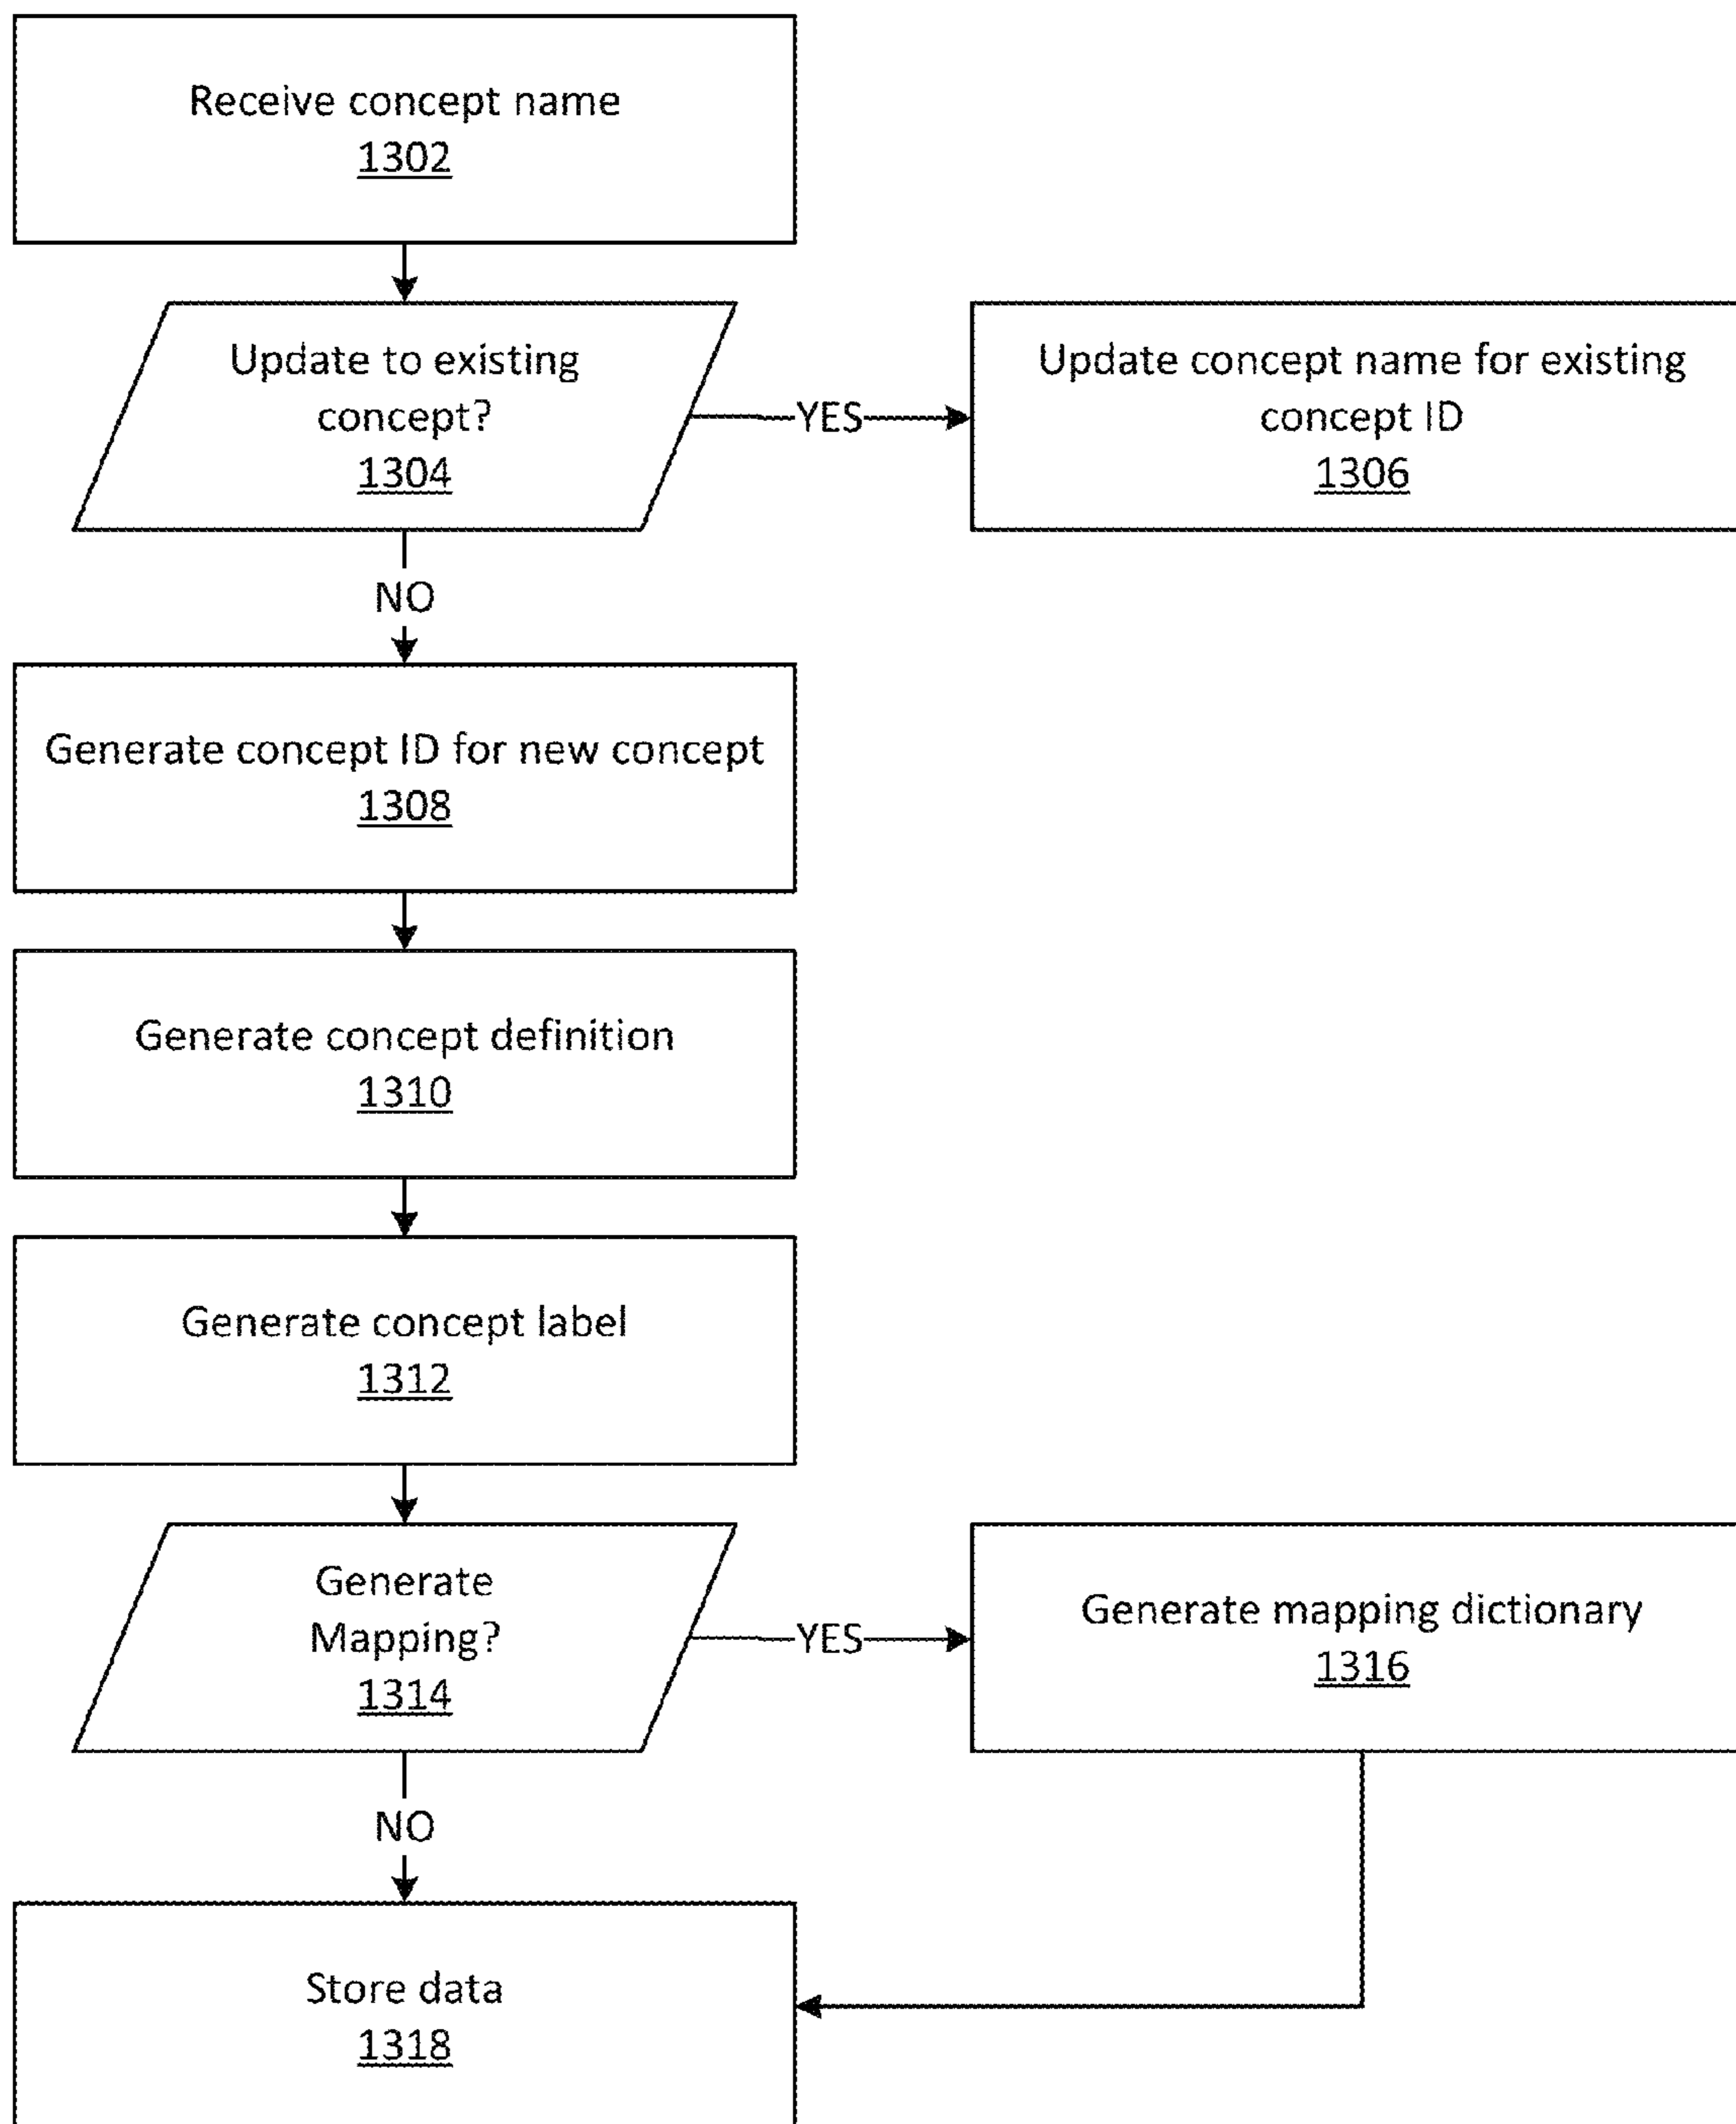 Receive concept name
1302
Update to existing
concept?
1304
YES
Update concept name for existing
concept ID
1306
NO
Generate concept ID for new concept
1308
Generate concept definition
1310
Generate concept label
1312
Generate
Mapping?
1314
YES
Generate mapping dictionary
1316
NO
Store data
1318